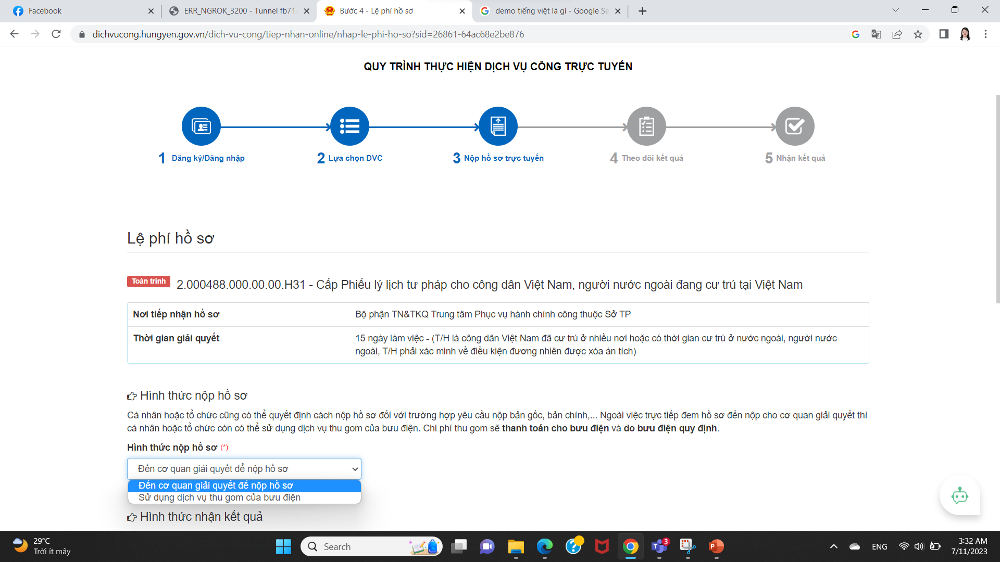 Facebook
ERR_NGROK_3200 - Tunnel fb71-
Bước 4 - Lệ phí hồ sơ
demo tiếng việt là gì - Google Se
dichvucong.hungyen.gov.vn/dich-vu-cong/tiep-nhan-online/nhap-le-phi-ho-so?sid=26861-64ac68e2be876
QUY TRÌNH THỰC HIỆN DỊCH VỤ CÔNG TRỰC TUYẾN
1 Đăng ký/Đăng nhập
2 Lựa chọn DVC
3 Nộp hồ sơ trực tuyến
4 Theo dõi kết quả
5 Nhận kết quả
Lệ phí hồ sơ
Toàn trình 2.000488.000.00.00.H31 - Cấp Phiếu lý lịch tư pháp cho công dân Việt Nam, người nước ngoài đang cư trú tại Việt Nam
Nơi tiếp nhận hồ sơ
Bộ phận TN&TKQ Trung tâm Phục vụ hành chính công thuộc Sở TP
Thời gian giải quyết
15 ngày làm việc - (T/H là công dân Việt Nam đã cư trú ở nhiều nơi hoặc có thời gian cư trú ở nước ngoài, người nước
ngoài, T/H phải xác minh về điều kiện đương nhiên được xóa án tích)
Hình thức nộp hồ sơ
Cá nhân hoặc tổ chức cũng có thể quyết định cách nộp hồ sơ đối với trường hợp yêu cầu nộp bản gốc, bản chính,... Ngoài việc trực tiếp đem hồ sơ đến nộp cho cơ quan giải quyết thì
cá nhân hoặc tổ chức còn có thể sử dụng dịch vụ thu gom của bưu điện. Chi phí thu gom sẽ thanh toán cho bưu điện và do bưu điện quy định.
Hình thức nộp hồ sơ (*)
Đến cơ quan giải quyết để nộp hồ sơ
Đến cơ quan giải quyết để nộp hồ sơ
Sử dụng dịch vụ thu gom của bưu điện
Hình thức nhận kết quả
29°C
Trời ít mây
Search
3
ENG
3:32 AM
7/11/2023